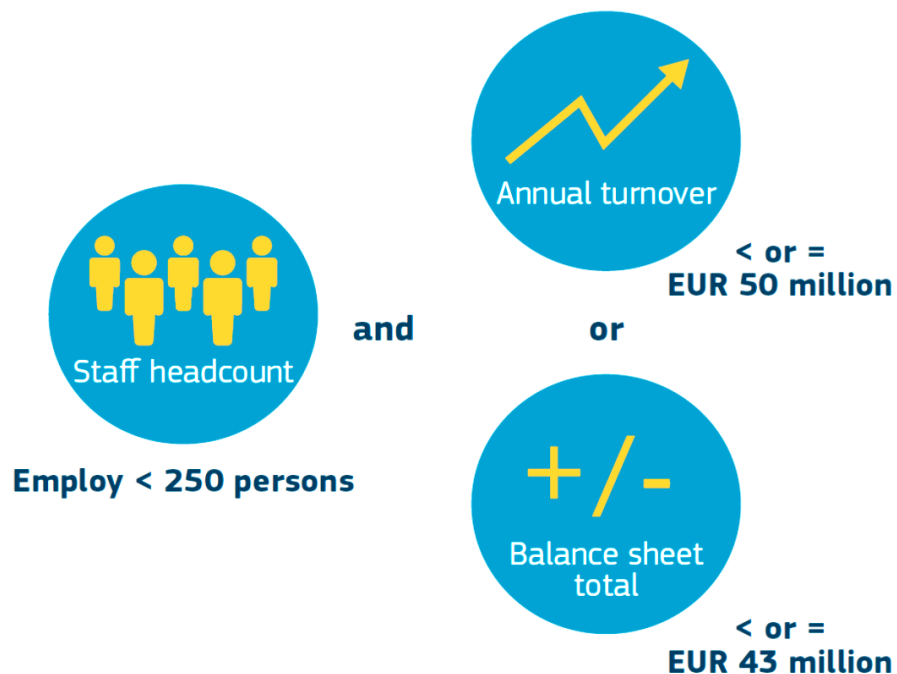 Staff headcount
Employ < 250 persons
and
Annual turnover
< or =
EUR 50 million
or
+/-
Balance sheet
total
< or =
EUR 43 million